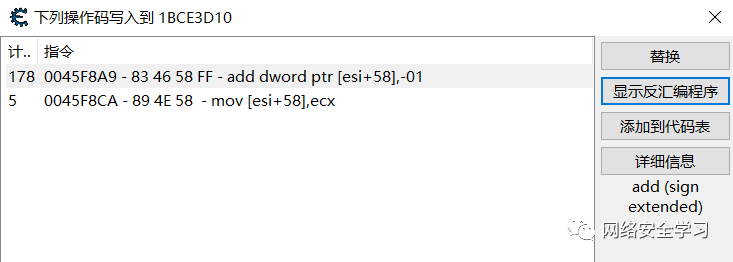 下列操作码写入到 1BCE3D10
计.. 指令
178 0045F8A9 - 83 46 58 FF - add dword ptr [esi+58],-01
5 0045F8CA - 89 4E 58 - mov [esi+58],ecx
替换
显示反汇编程序
添加到代码表
详细信息
add (sign
extended)
网络安全学习